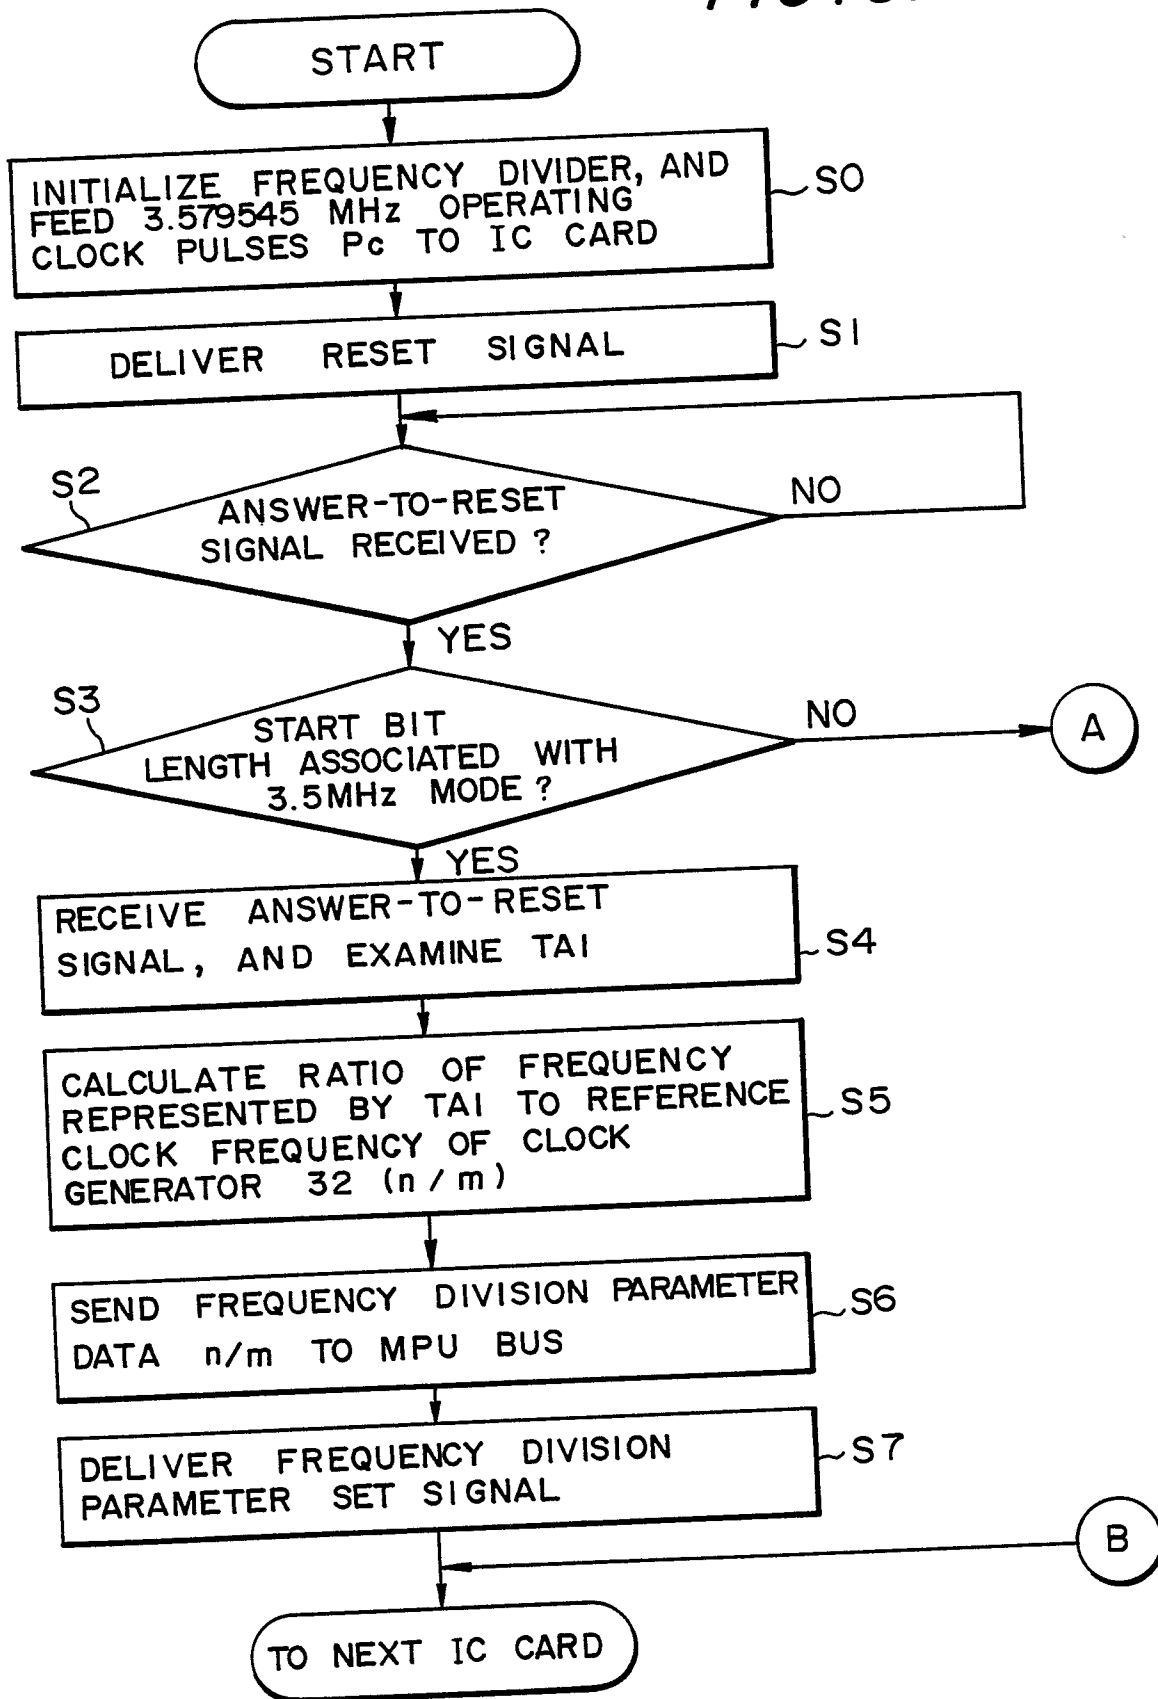 START
INITIALIZE FREQUENCY DIVIDER, AND
FEED 3.579545 MHz OPERATING
CLOCK PULSES Pc TO IC CARD
S0
DELIVER RESET SIGNAL
S1
S2
ANSWER-TO-RESET
SIGNAL RECEIVED ?
NO
YES
S3
START BIT
LENGTH ASSOCIATED WITH
3.5MHz MODE ?
NO
A
YES
RECEIVE ANSWER-TO-RESET
SIGNAL, AND EXAMINE TA1
S4
CALCULATE RATIO OF FREQUENCY
REPRESENTED BY TA1 TO REFERENCE
CLOCK FREQUENCY OF CLOCK
GENERATOR 32 (n/m)
S5
SEND FREQUENCY DIVISION PARAMETER
DATA n/m TO MPU BUS
S6
DELIVER FREQUENCY DIVISION
PARAMETER SET SIGNAL
S7
B
TO NEXT IC CARD